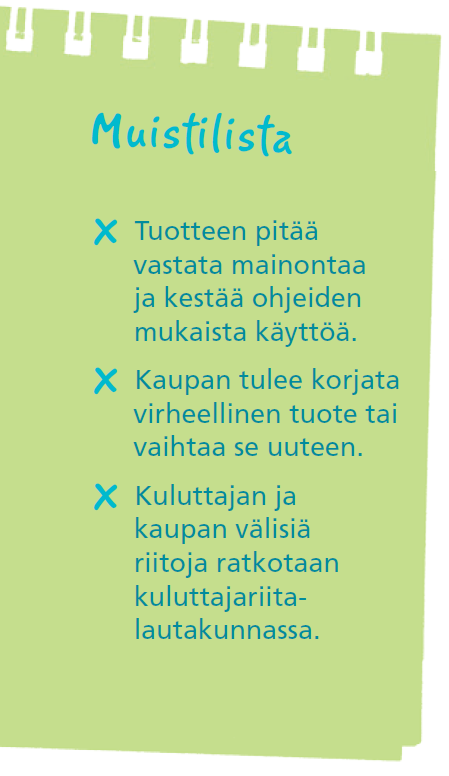 Muistilista
X Tuotteen pitää
vastata mainontaa
ja kestää ohjeiden
mukaista käyttöä.
X Kaupan tulee korjata
virheellinen tuote tai
vaihtaa se uuteen.
X Kuluttajan ja
kaupan välisiä
riitoja ratkotaan
kuluttajariita-
lautakunnassa.